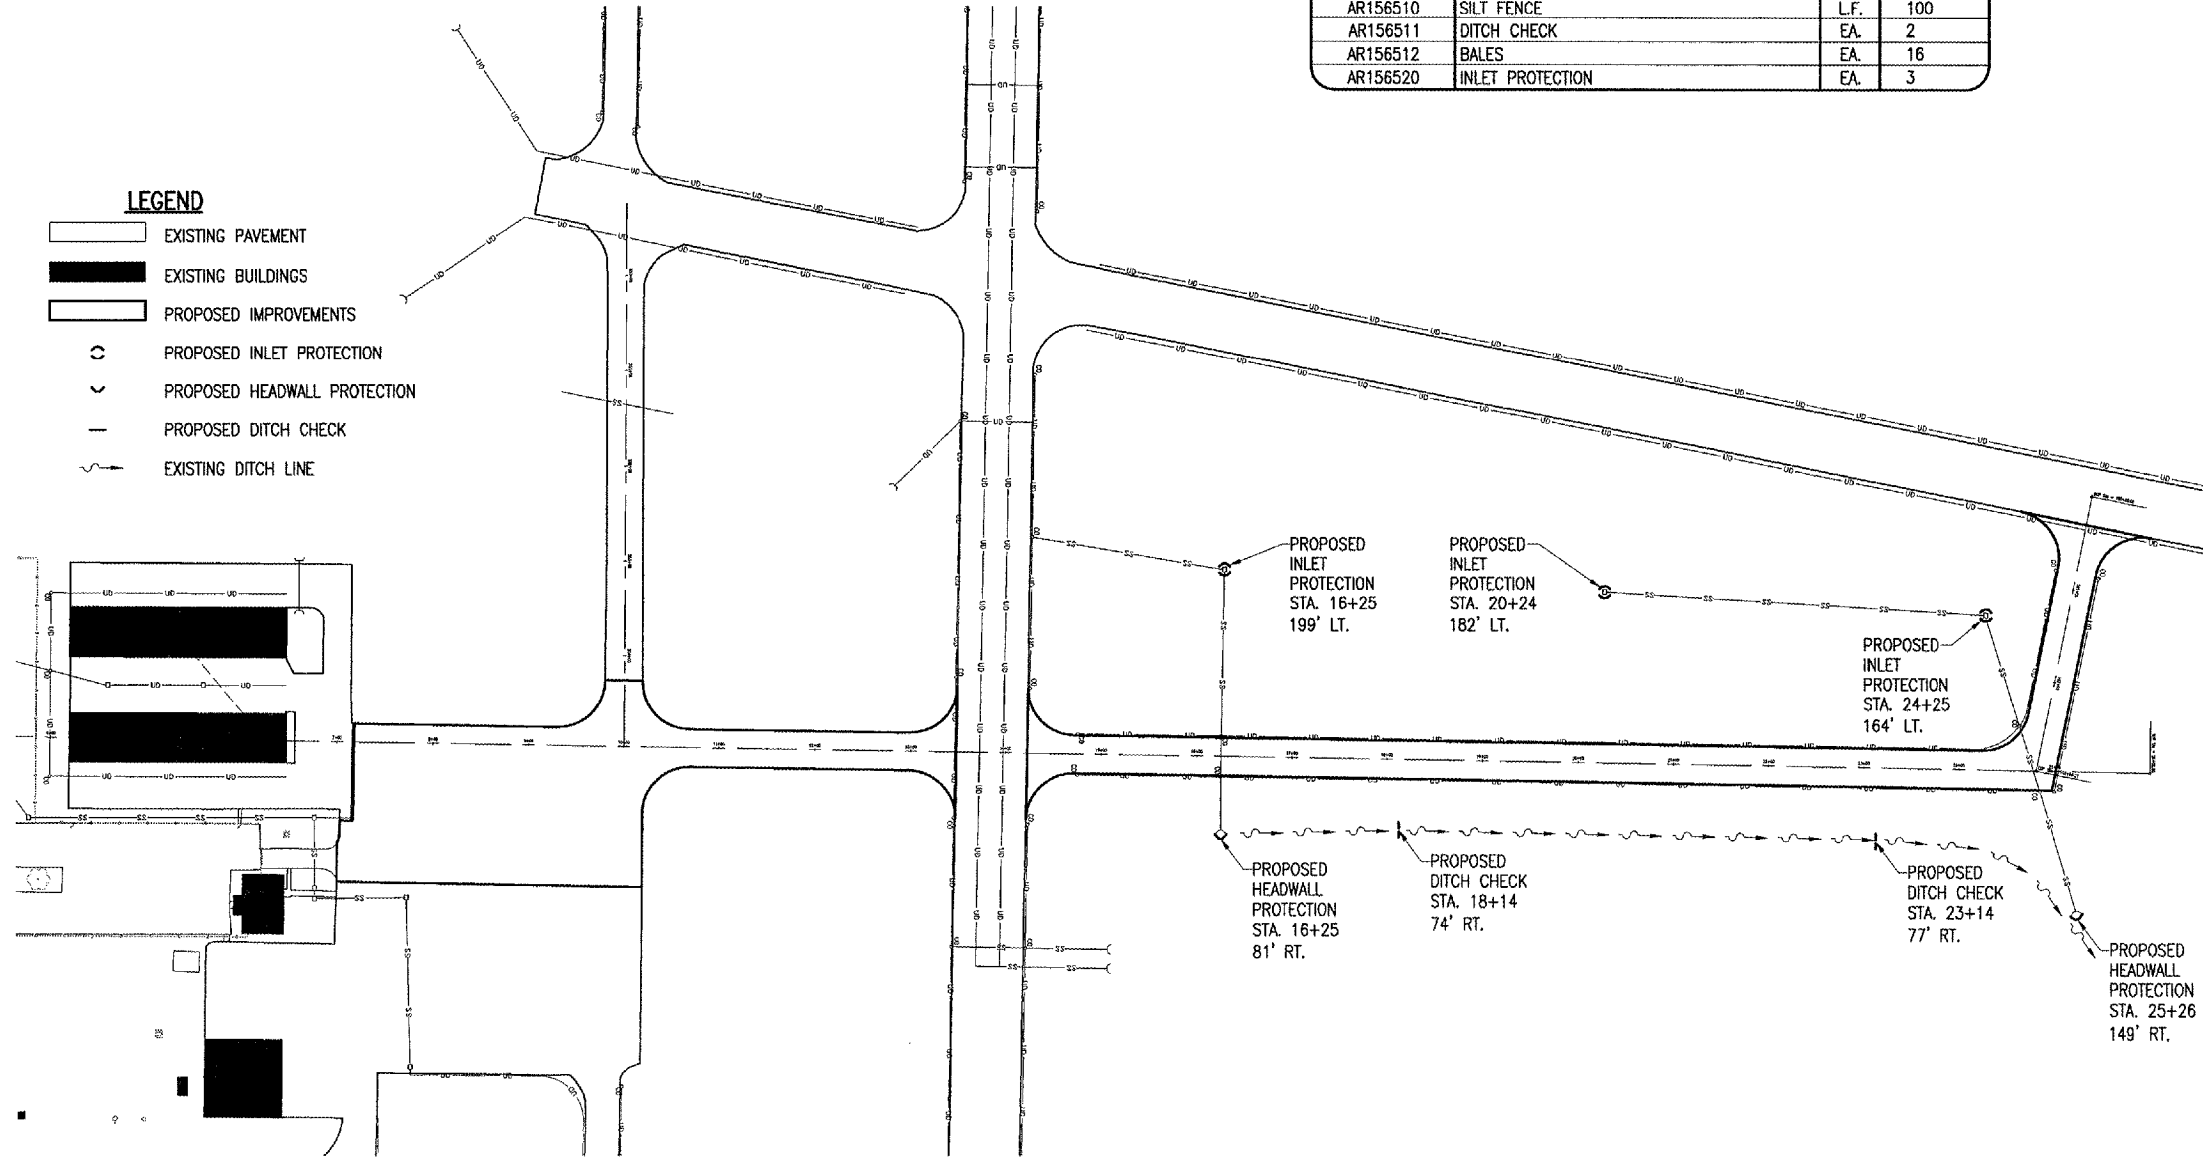 AR156510 SILT FENCE L.F. 100
AR156511 DITCH CHECK EA. 2
AR156512 BALES EA. 16
AR156520 INLET PROTECTION EA. 3
LEGEND
EXISTING PAVEMENT
EXISTING BUILDINGS
PROPOSED IMPROVEMENTS
PROPOSED INLET PROTECTION
PROPOSED HEADWALL PROTECTION
PROPOSED DITCH CHECK
EXISTING DITCH LINE
PROPOSED
INLET
PROTECTION
STA. 16+25
199' LT.
PROPOSED
INLET
PROTECTION
STA. 20+24
182' LT.
PROPOSED
INLET
PROTECTION
STA. 24+25
164' LT.
PROPOSED
HEADWALL
PROTECTION
STA. 16+25
81' RT.
PROPOSED
DITCH CHECK
STA. 18+14
74' RT.
PROPOSED
DITCH CHECK
STA. 23+14
77' RT.
PROPOSED
HEADWALL
PROTECTION
STA. 25+26
149' RT.